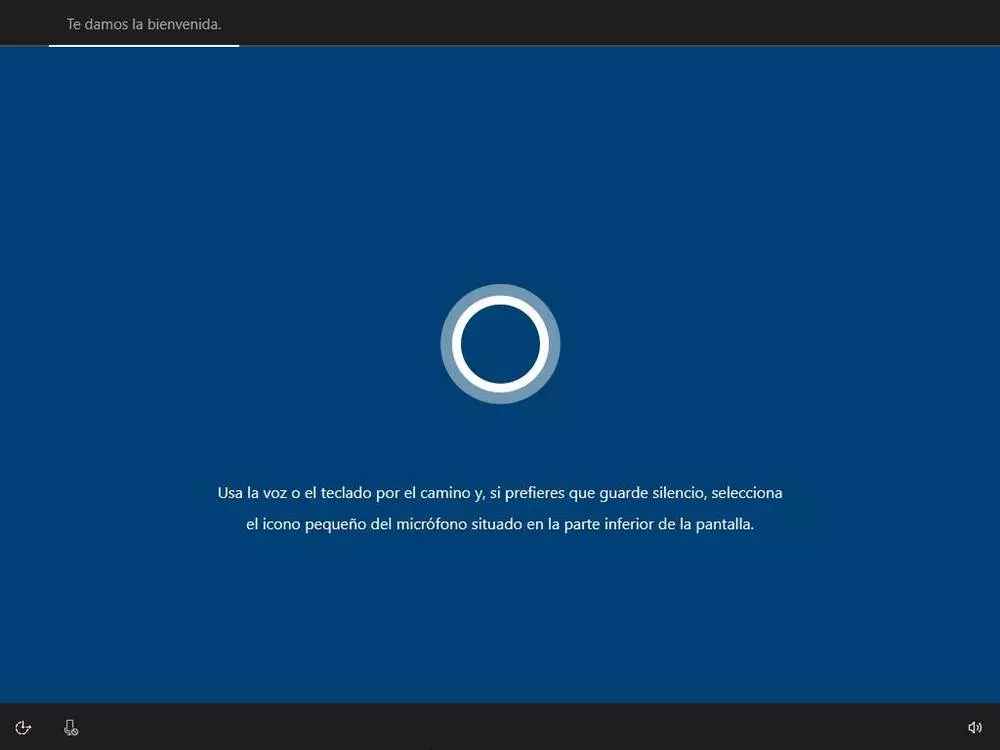 Te damos la bienvenida.
Usa la voz o el teclado por el camino y, si prefieres que guarde silencio, selecciona
el icono pequeño del micrófono situado en la parte inferior de la pantalla.